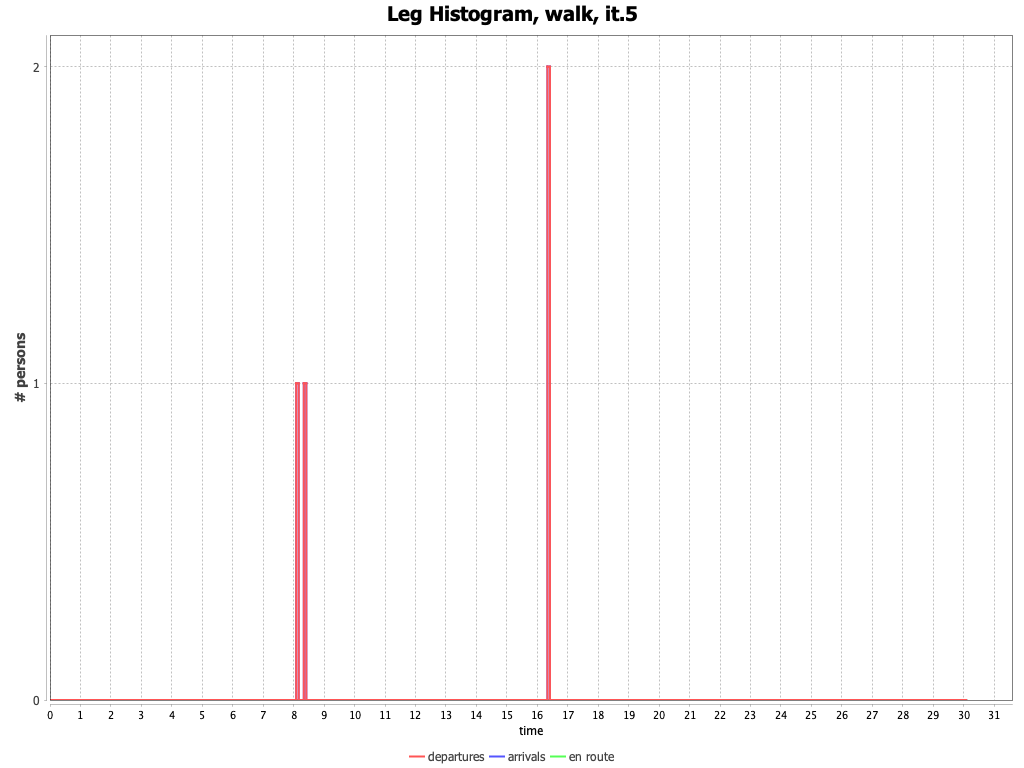 Leg Histogram, walk, it.5
# persons
2
1
0
0 1 2 3 4 5 6 7 8 9 10 11 12 13 14 15 16 17 18 19 20 21 22 23 24 25 26 27 28 29 30 31
time
departures arrivals en route